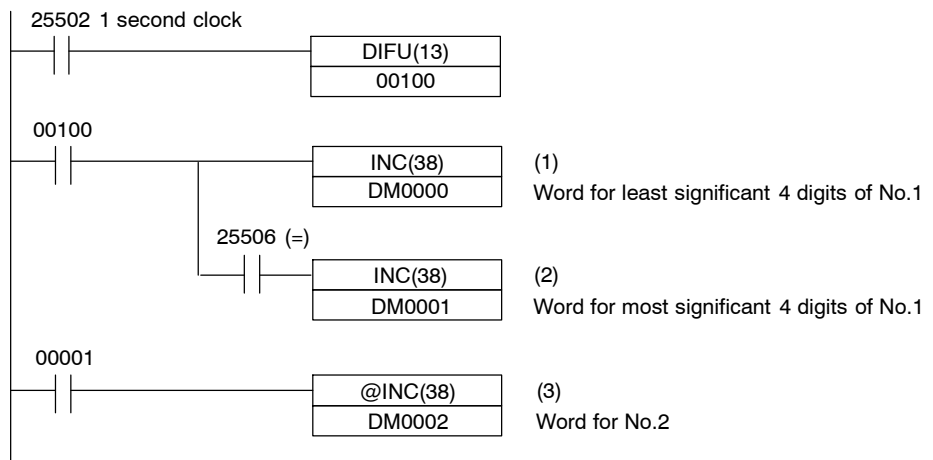 25502 1 second clock
DIFU(13)
00100
00100
INC(38) (1)
DM0000 Word for least significant 4 digits of No.1
25506 (=)
INC(38) (2)
DM0001 Word for most significant 4 digits of No.1
00001
@INC(38) (3)
DM0002 Word for No.2